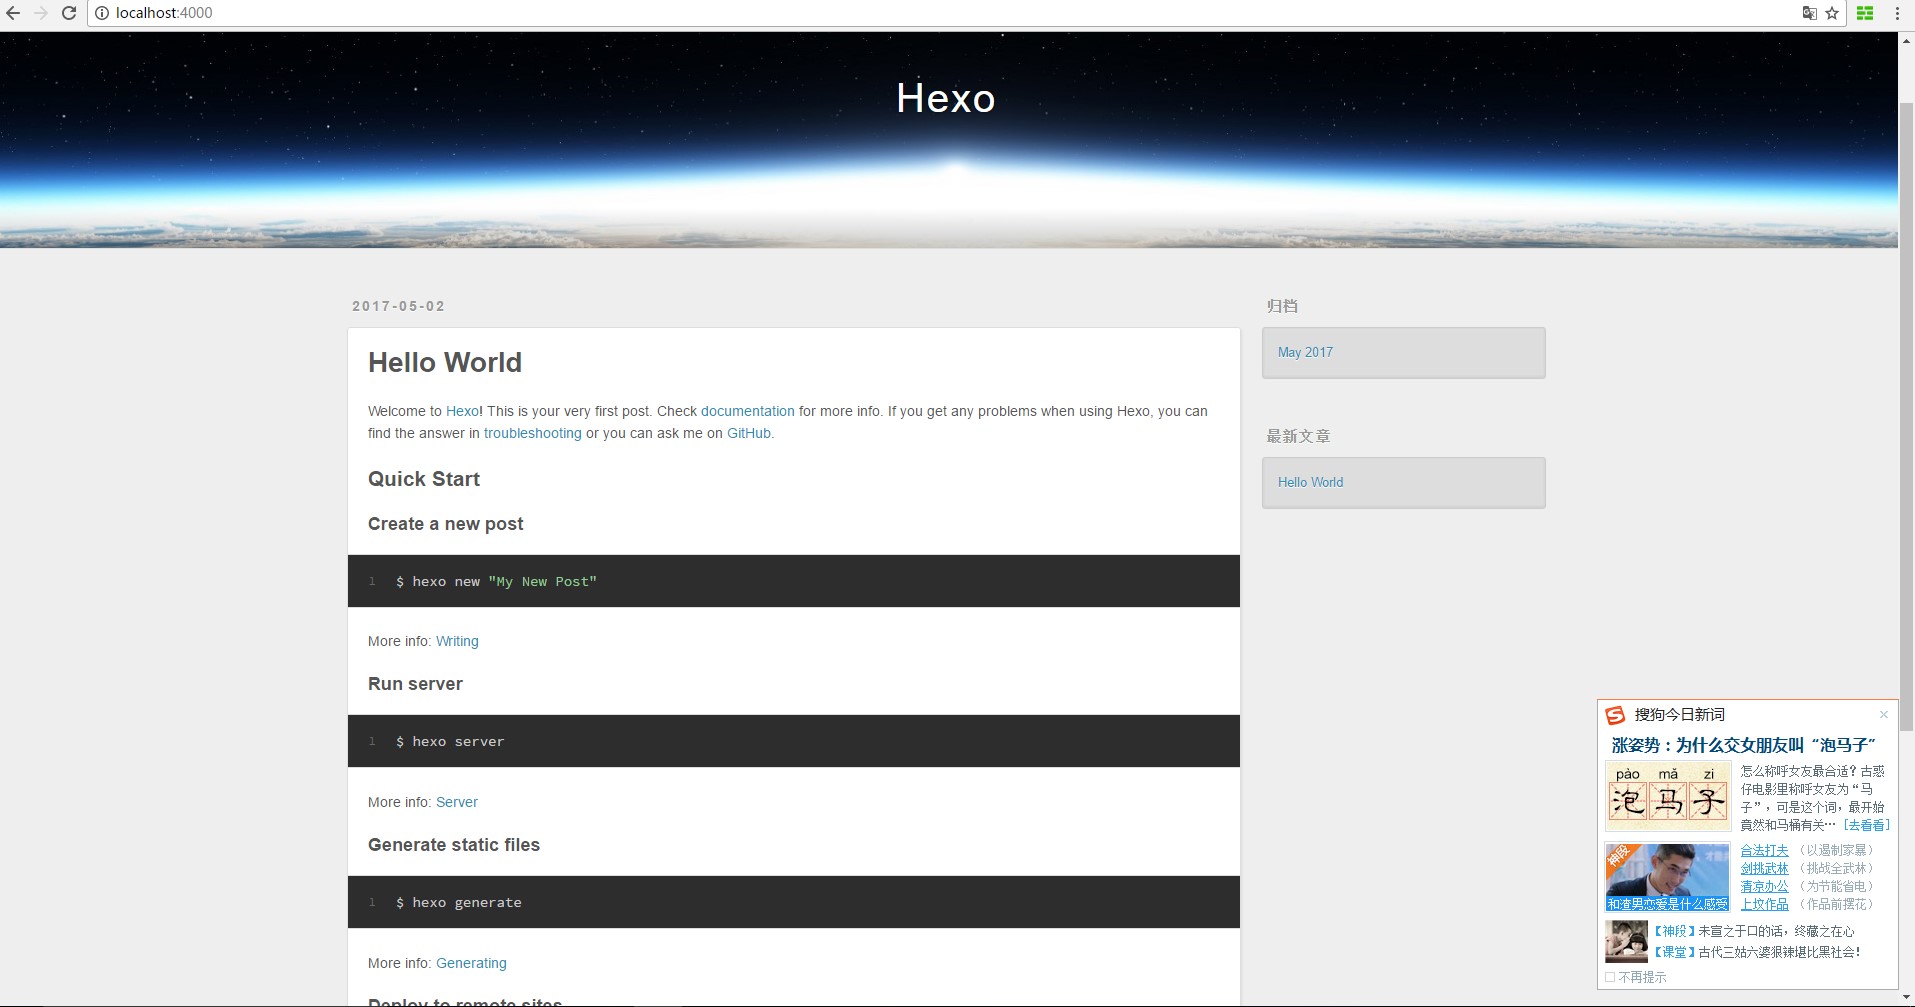 localhost:4000
Hexo
2017-05-02
Hello World
Welcome to Hexo! This is your very first post. Check documentation for more info. If you get any problems when using Hexo, you can
find the answer in troubleshooting or you can ask me on GitHub.
Quick Start
Create a new post
1 $ hexo new "My New Post"
More info: Writing
Run server
1 $ hexo server
More info: Server
Generate static files
1 $ hexo generate
More info: Generating
Deploy to remote sites
归档
May 2017
最新文章
Hello World
搜狗今日新词
涨姿势：为什么交女朋友叫“泡马子”
pào mǎ zi
泡马子
怎么称呼女友最合适？古惑
仔电影里称呼女友为“马
子”，可是这个词，最开始
竟然和马桶有关… [去看看]
神段
和渣男恋爱是什么感受
合法打夫（以遏制家暴）
剑挑武林（挑战全武林）
清凉办公（为节能省电）
上坟作品（作品前摆花）
【神段】未宣之于口的话，终藏之在心
【课堂】古代三姑六婆狠辣堪比黑社会！
不再提示